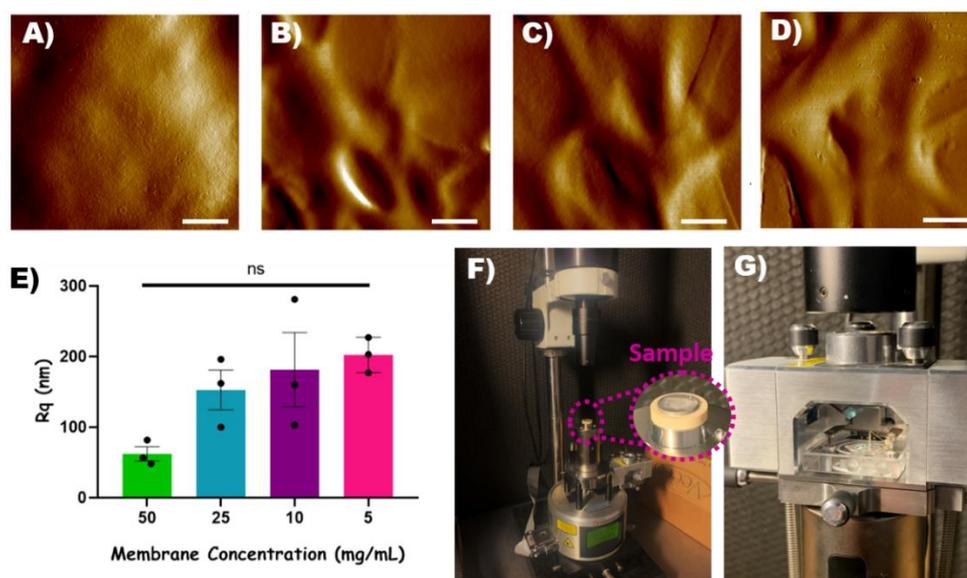 A)
B)
C)
D)
E)
ns
300
200
100
0
Rq (nm)
50
25
10
5
Membrane Concentration (mg/mL)
F)
Sample
G)